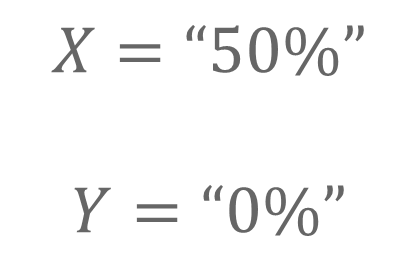 X = “50%”
Y = “0%”